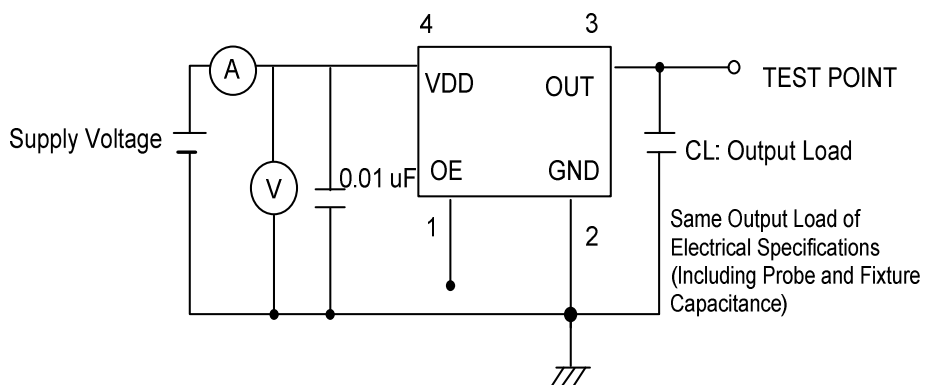 4
3
A
VDD
OUT
TEST POINT
Supply Voltage
CL: Output Load
V
0.01 uF
OE
GND
1
2
Same Output Load of
Electrical Specifications
(Including Probe and Fixture
Capacitance)